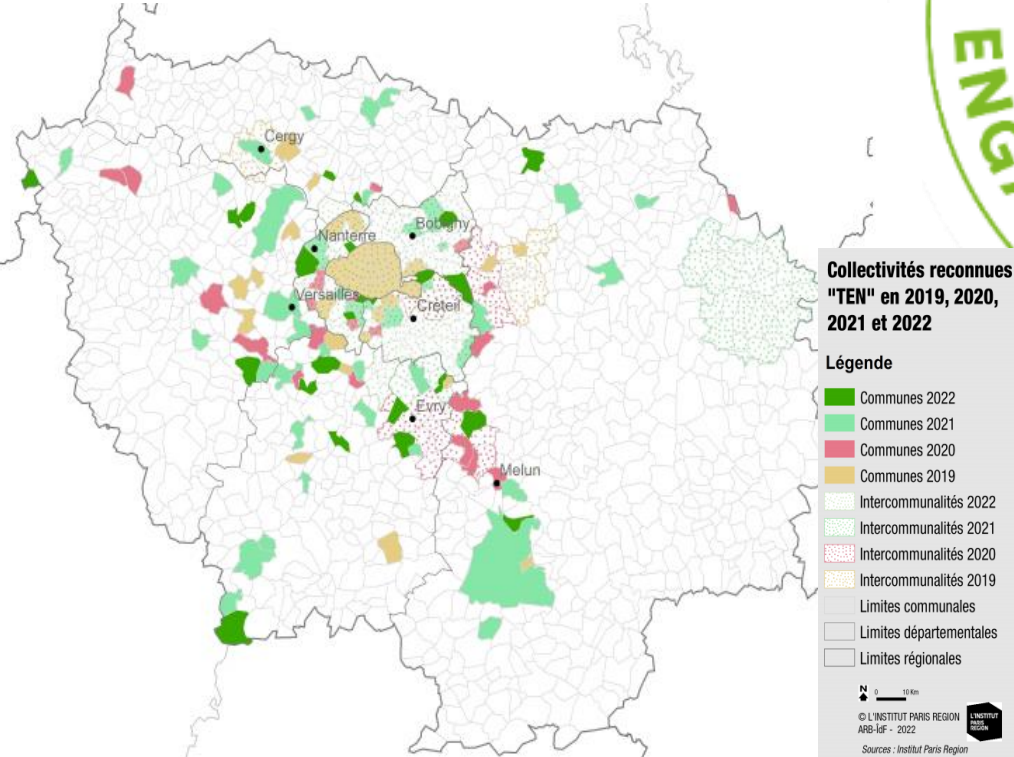 ENG
Cergy
Bobigny
Nanterre
Versailles
Créteil
Evry
Melun
Collectivités reconnues
"TEN" en 2019, 2020,
2021 et 2022
Légende
Communes 2022
Communes 2021
Communes 2020
Communes 2019
Intercommunalités 2022
Intercommunalités 2021
Intercommunalités 2020
Intercommunalités 2019
Limites communales
Limites départementales
Limites régionales
N 0 10 Km
© L'INSTITUT PARIS REGION
ARB-ÎdF - 2022
L'INSTITUT
PARIS
REGION
Sources : Institut Paris Region